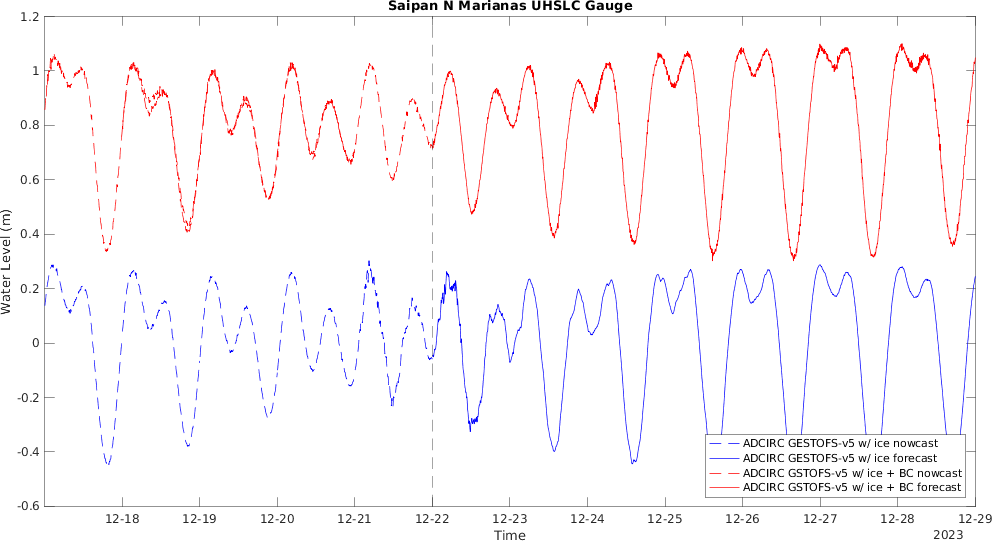 Saipan N Marianas UHSLC Gauge
Water Level (m)
1.2
1
0.8
0.6
0.4
0.2
0
-0.2
-0.4
-0.6
ADCIRC GESTOFS-v5 w/ ice nowcast
ADCIRC GESTOFS-v5 w/ ice forecast
ADCIRC GSTOFS-v5 w/ ice + BC nowcast
ADCIRC GSTOFS-v5 w/ ice + BC forecast
12-18 12-19 12-20 12-21 12-22 12-23 12-24 12-25 12-26 12-27 12-28 12-29
Time
2023